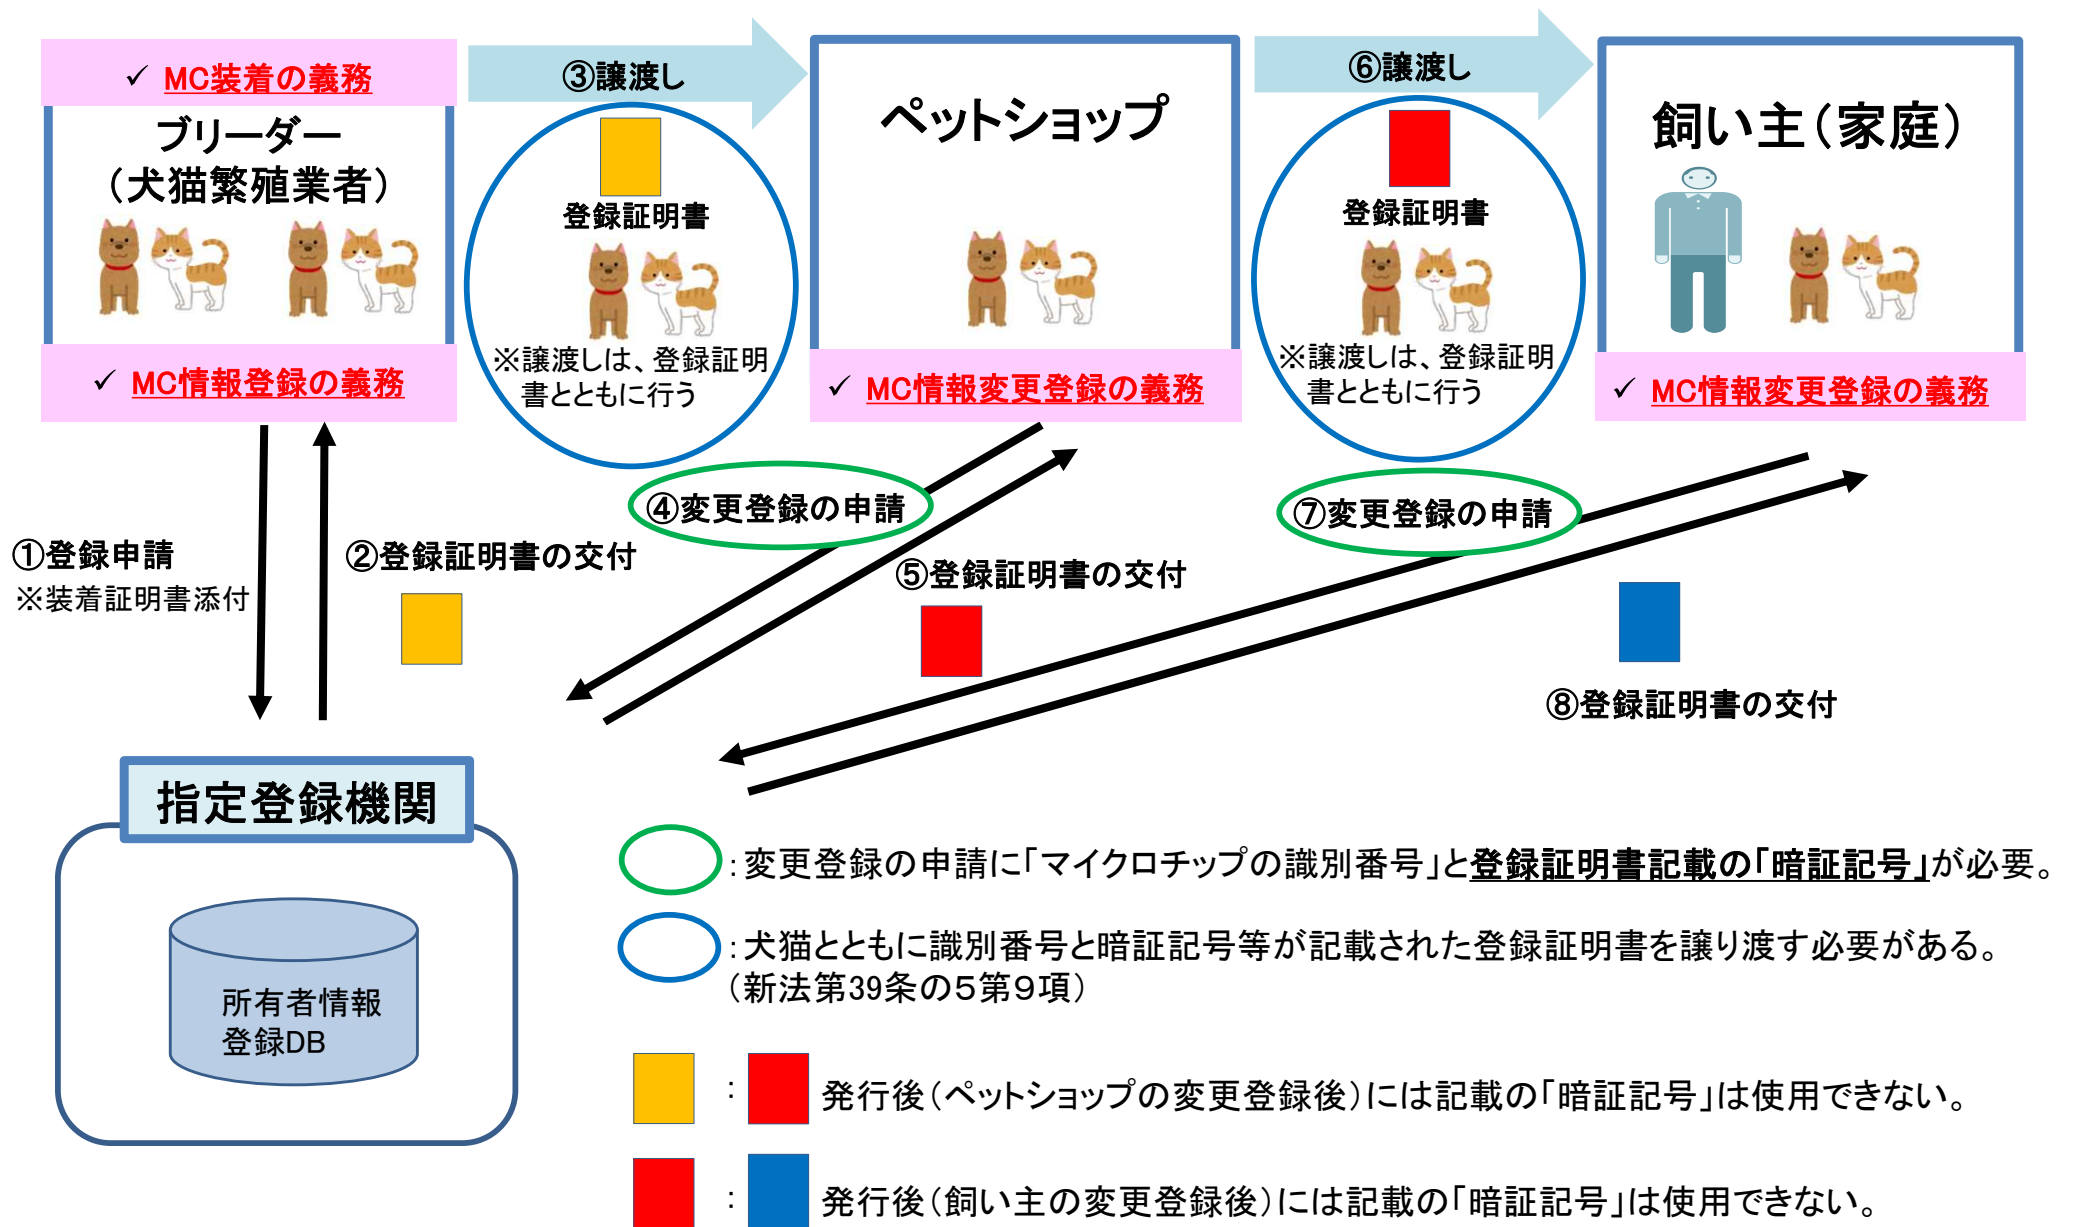 ✓ MC装着の義務
ブリーダー
（犬猫繁殖業者）
✓ MC情報登録の義務
③譲渡し
登録証明書
※譲渡しは、登録証明
書とともに行う
ペットショップ
✓ MC情報変更登録の義務
⑥譲渡し
登録証明書
※譲渡しは、登録証明
書とともに行う
飼い主（家庭）
✓ MC情報変更登録の義務
①登録申請
※装着証明書添付
②登録証明書の交付
④変更登録の申請
⑤登録証明書の交付
⑦変更登録の申請
⑧登録証明書の交付
指定登録機関
所有者情報
登録DB
：変更登録の申請に「マイクロチップの識別番号」と登録証明書記載の「暗証記号」が必要。
：犬猫とともに識別番号と暗証記号等が記載された登録証明書を譲り渡す必要がある。
（新法第39条の５第９項）
： 発行後（ペットショップの変更登録後）には記載の「暗証記号」は使用できない。
： 発行後（飼い主の変更登録後）には記載の「暗証記号」は使用できない。